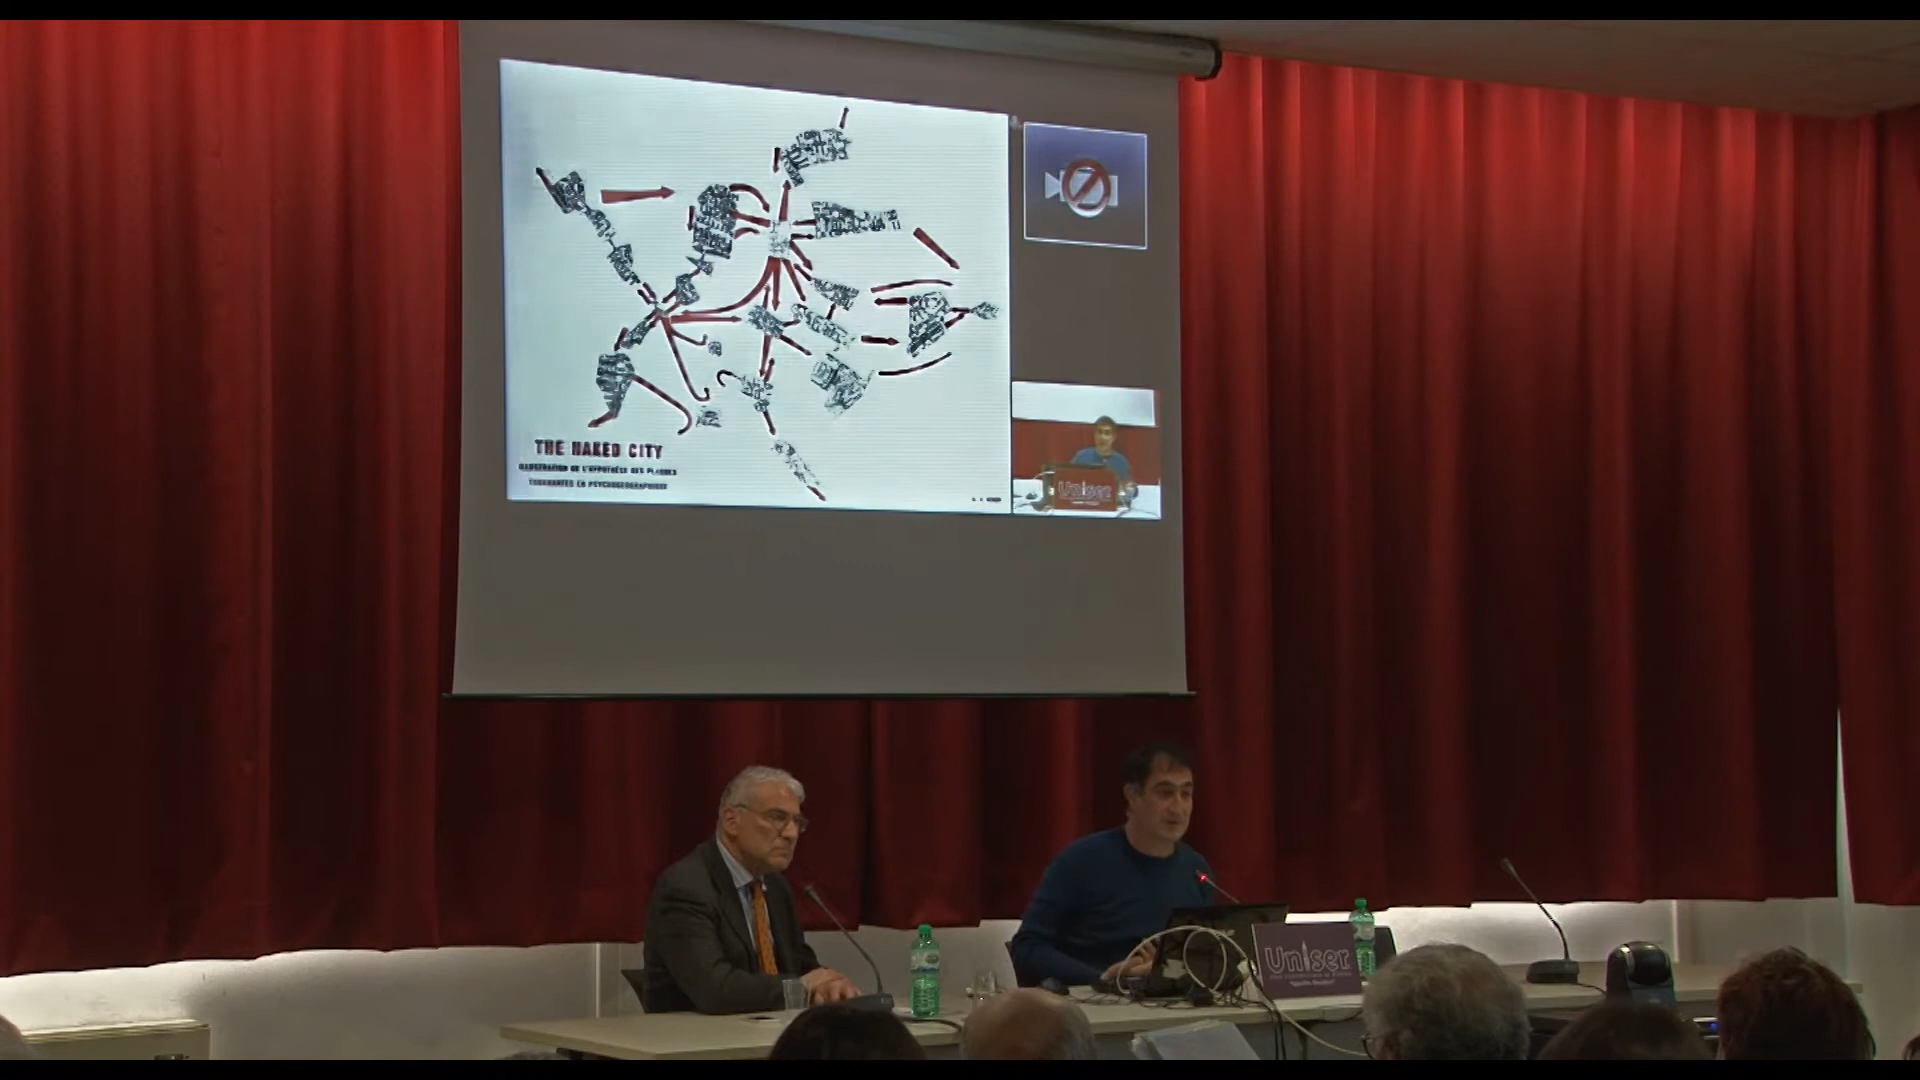 THE NAKED CITY
ILLUSTRATION DE L'HYPOTHÈSE DES PLAQUES
TOURNANTES EN PSYCHOGEOGRAPHIQUE
Uniser
Uniser